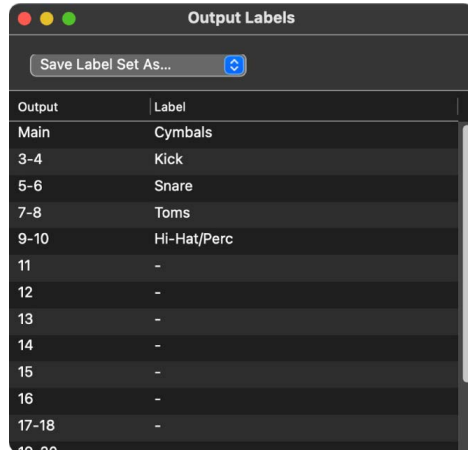 Output Labels
Save Label Set As...
Output Label
Main Cymbals
3-4 Kick
5-6 Snare
7-8 Toms
9-10 Hi-Hat/Perc
11 -
12 -
13 -
14 -
15 -
16 -
17-18 -